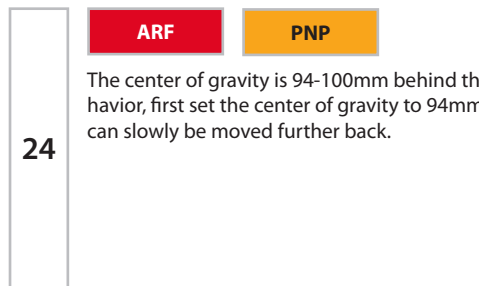 ARF PNP
The center of gravity is 94-100mm behind th
havior, first set the center of gravity to 94mm
can slowly be moved further back.
24